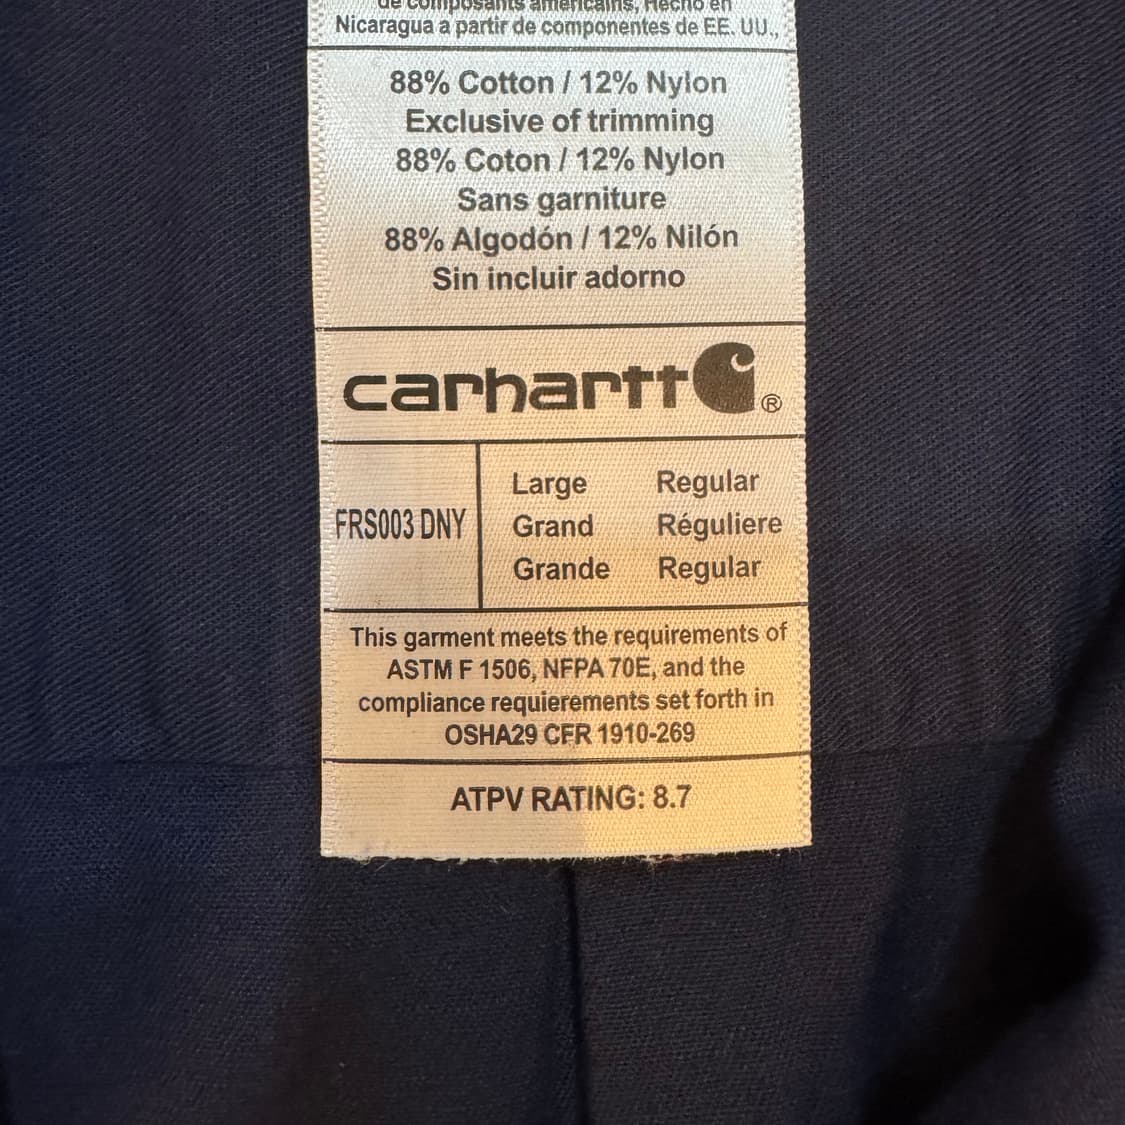 de composants américains, Hecho en
Nicaragua a partir de componentes de EE. UU.,
88% Cotton / 12% Nylon
Exclusive of trimming
88% Coton / 12% Nylon
Sans garniture
88% Algodón / 12% Nilón
Sin incluir adorno
carhartt ®
FRS003 DNY
Large Regular
Grand Réguliere
Grande Regular
This garment meets the requirements of
ASTM F 1506, NFPA 70E, and the
compliance requierements set forth in
OSHA29 CFR 1910-269
ATPV RATING: 8.7